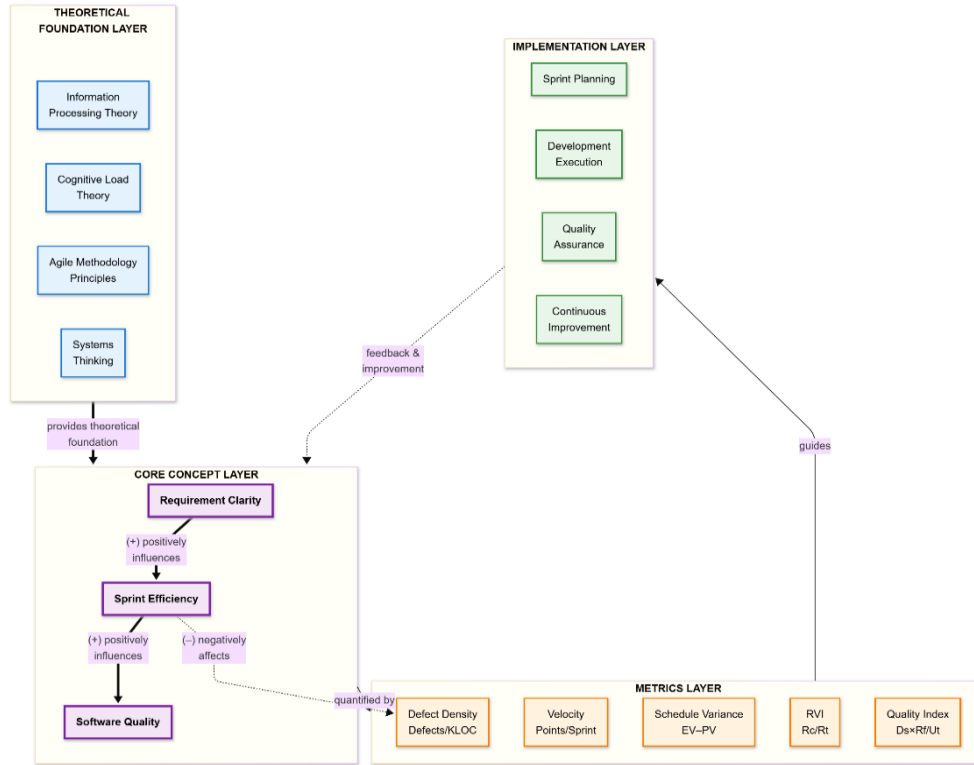 THEORETICAL
FOUNDATION LAYER
Information
Processing Theory
Cognitive Load
Theory
Agile Methodology
Principles
Systems
Thinking
IMPLEMENTATION LAYER
Sprint Planning
Development
Execution
Quality
Assurance
Continuous
Improvement
feedback &
improvement
provides theoretical
foundation
guides
CORE CONCEPT LAYER
Requirement Clarity
(+) positively
influences
Sprint Efficiency
(+) positively
influences
(–) negatively
affects
Software Quality
quantified by
METRICS LAYER
Defect Density
Defects/KLOC
Velocity
Points/Sprint
Schedule Variance
EV–PV
RVI
Rc/Rt
Quality Index
Ds×Rf/Ut